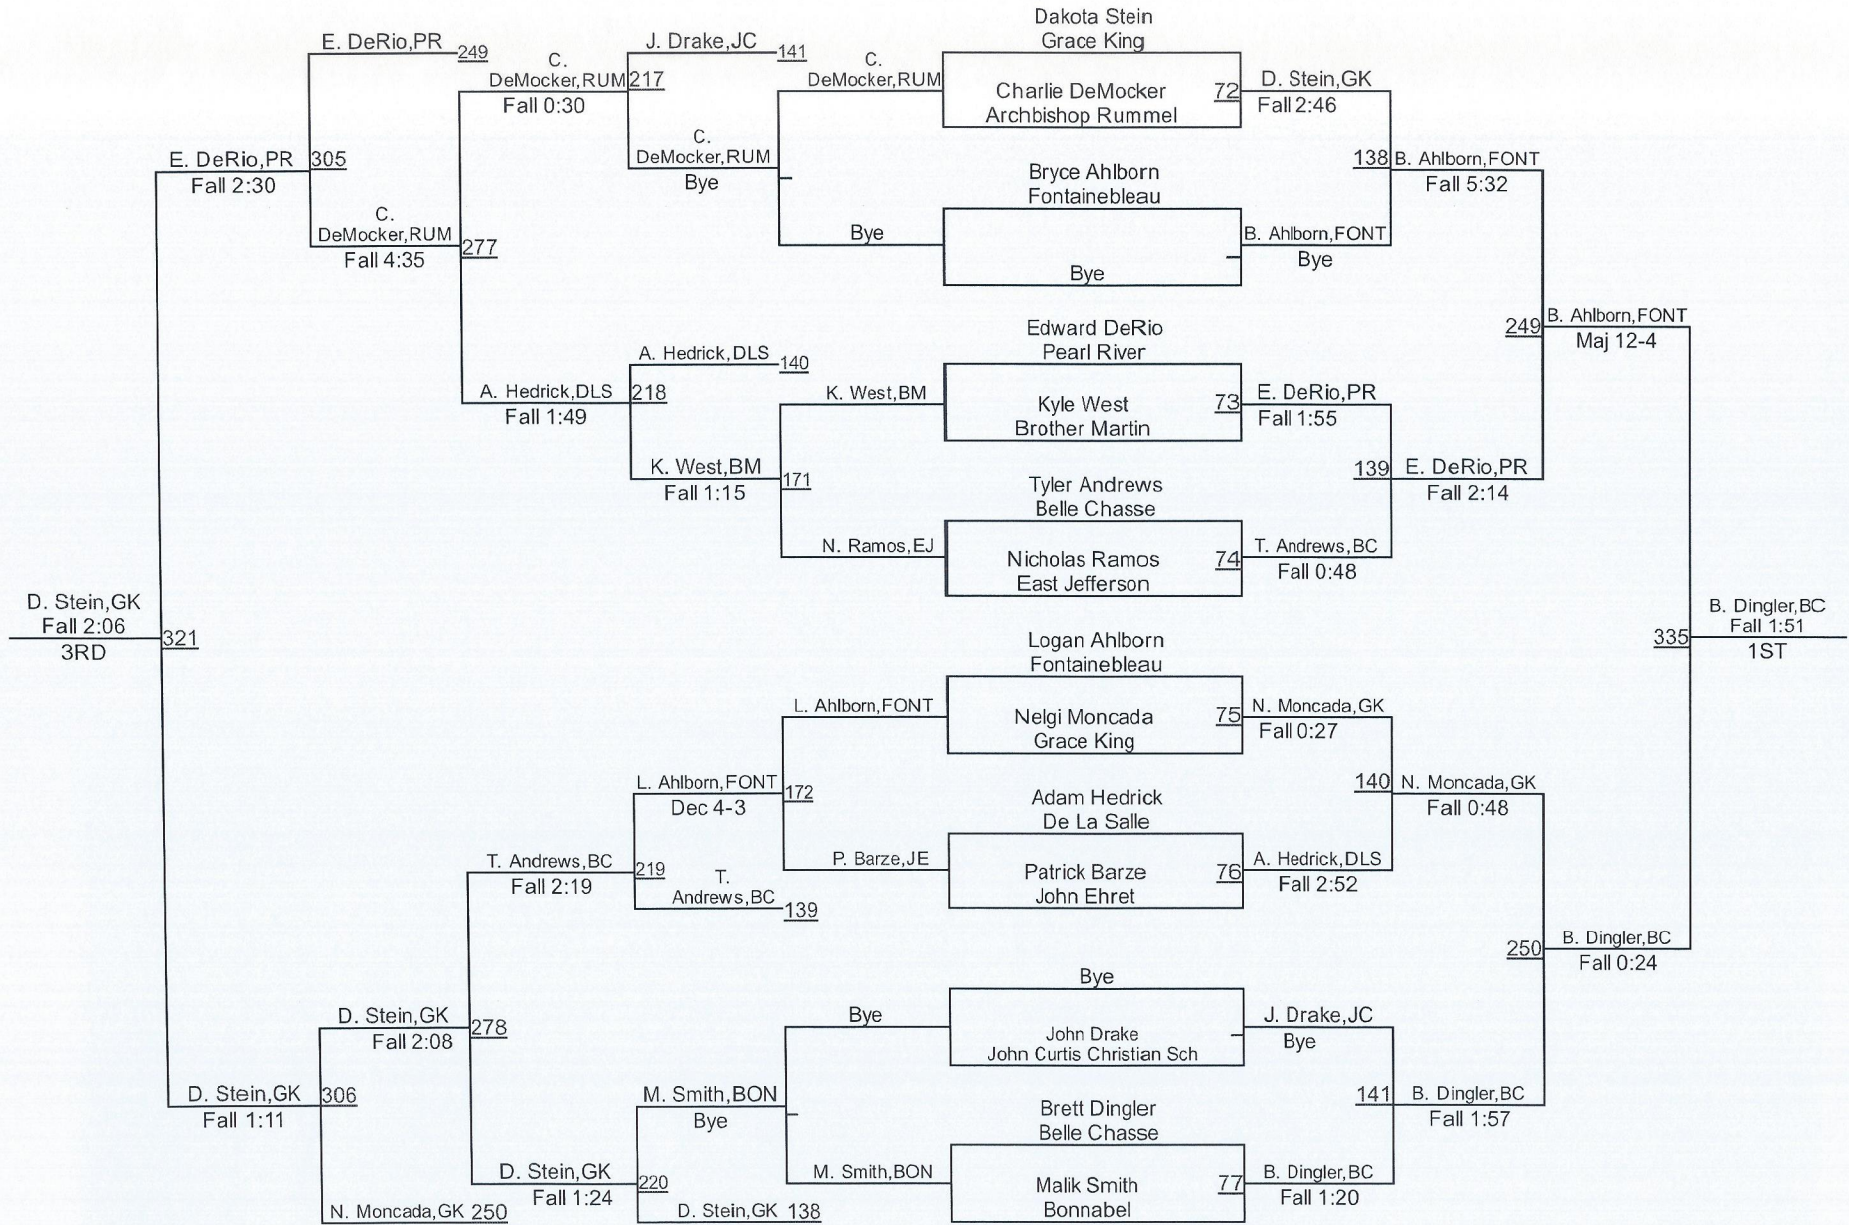 Dakota Stein
Grace King
E. DeRio,PR
249
C.
DeMocker,RUM
217
Fall 0:30
J. Drake,JC
141
C.
DeMocker,RUM
Charlie DeMocker
Archbishop Rummel
72
D. Stein,GK
Fall 2:46
C.
DeMocker,RUM
Bye
E. DeRio,PR
305
Fall 2:30
138
B. Ahlborn,FONT
Fall 5:32
Bryce Ahlborn
Fontainebleau
C.
DeMocker,RUM
277
Fall 4:35
Bye
B. Ahlborn,FONT
Bye
Bye
Edward DeRio
Pearl River
249
B. Ahlborn,FONT
Maj 12-4
A. Hedrick,DLS
140
A. Hedrick,DLS
218
Fall 1:49
K. West,BM
Kyle West
Brother Martin
73
E. DeRio,PR
Fall 1:55
K. West,BM
171
Fall 1:15
139
E. DeRio,PR
Fall 2:14
Tyler Andrews
Belle Chasse
N. Ramos,EJ
Nicholas Ramos
East Jefferson
74
T. Andrews,BC
Fall 0:48
D. Stein,GK
Fall 2:06
3RD
321
335
B. Dingler,BC
Fall 1:51
1ST
Logan Ahlborn
Fontainebleau
L. Ahlborn,FONT
Nelgi Moncada
Grace King
75
N. Moncada,GK
Fall 0:27
L. Ahlborn,FONT
172
Dec 4-3
140
N. Moncada,GK
Fall 0:48
Adam Hedrick
De La Salle
T. Andrews,BC
219
Fall 2:19
P. Barze,JE
Patrick Barze
John Ehret
76
A. Hedrick,DLS
Fall 2:52
T.
Andrews,BC
139
250
B. Dingler,BC
Fall 0:24
Bye
D. Stein,GK
278
Fall 2:08
Bye
John Drake
John Curtis Christian Sch
J. Drake,JC
Bye
D. Stein,GK
306
Fall 1:11
M. Smith,BON
Bye
141
B. Dingler,BC
Fall 1:57
Brett Dingler
Belle Chasse
D. Stein,GK
220
Fall 1:24
M. Smith,BON
Malik Smith
Bonnabel
77
B. Dingler,BC
Fall 1:20
N. Moncada,GK
250
D. Stein,GK
138